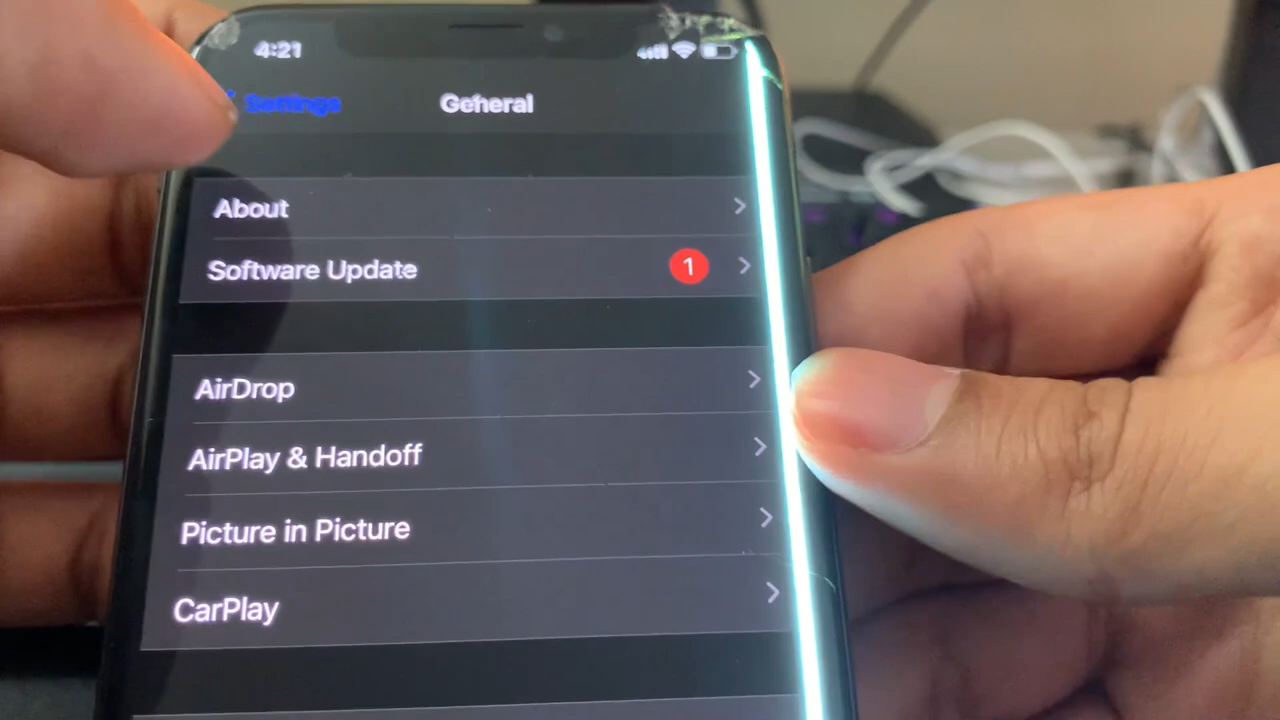 4:21
Settings
General
About
Software Update 1
AirDrop
AirPlay & Handoff
Picture in Picture
CarPlay